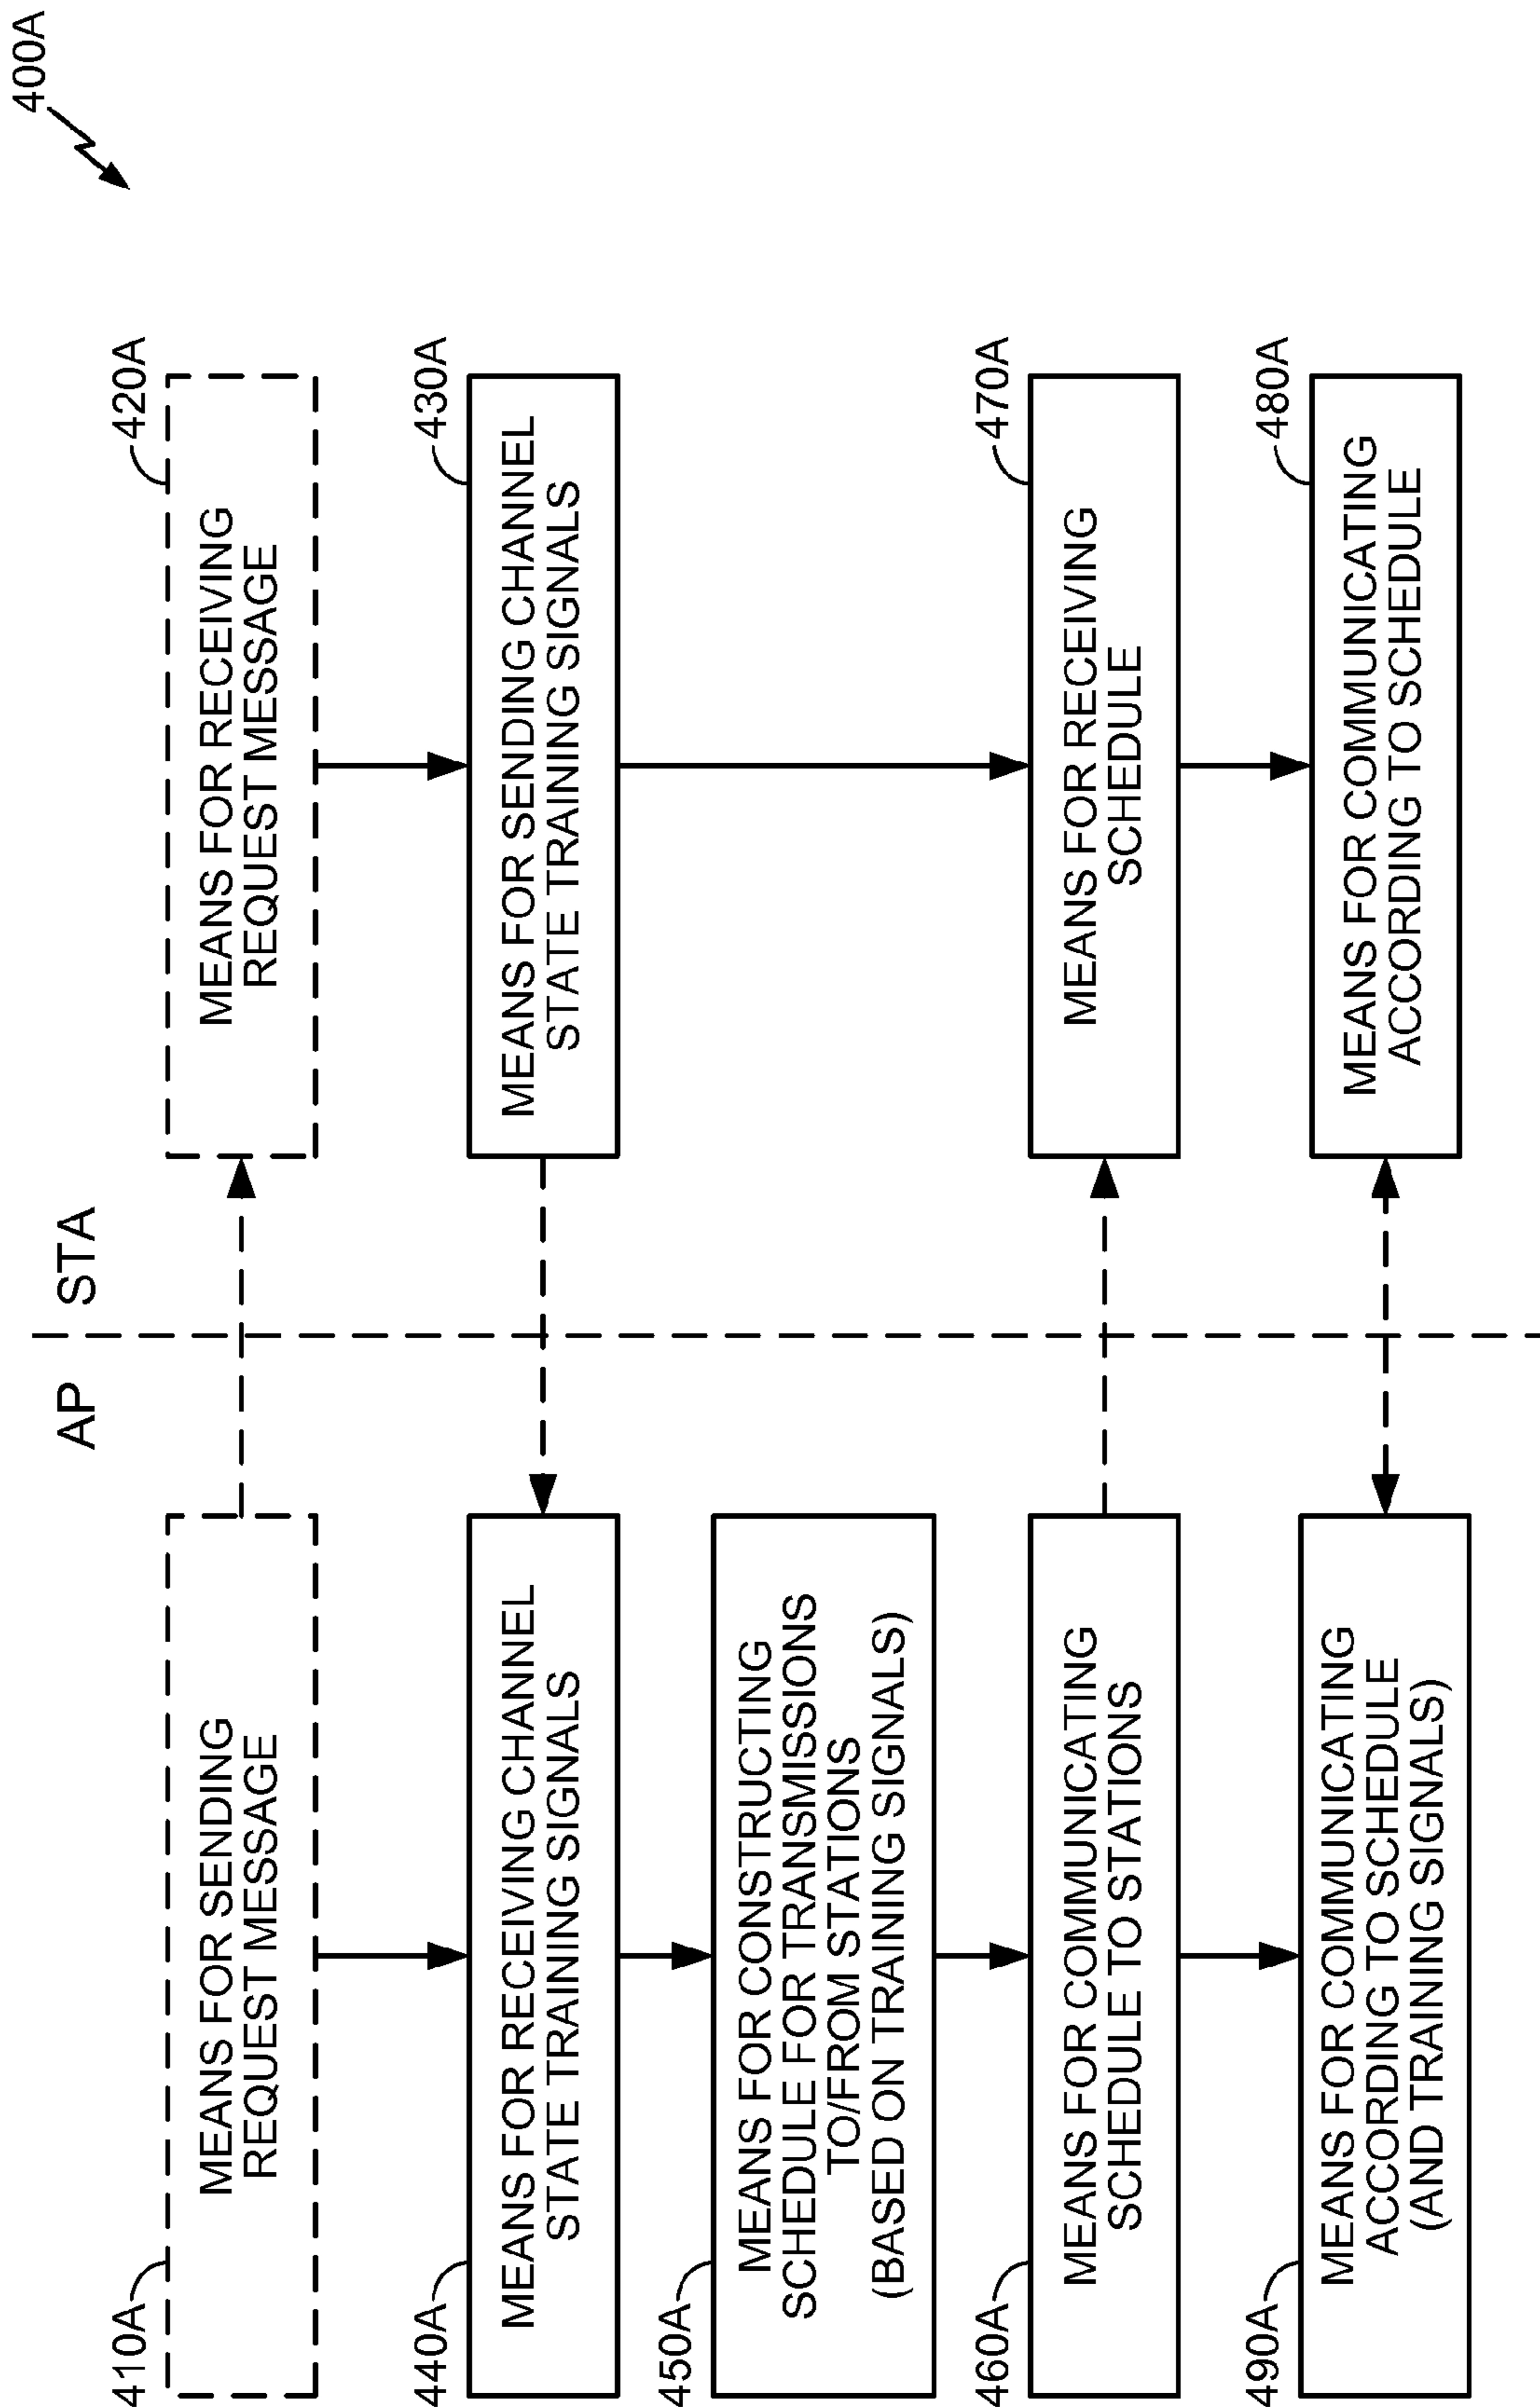 400A
AP
STA
410A
MEANS FOR SENDING
REQUEST MESSAGE
420A
MEANS FOR RECEIVING
REQUEST MESSAGE
440A
MEANS FOR RECEIVING CHANNEL
STATE TRAINING SIGNALS
430A
MEANS FOR SENDING CHANNEL
STATE TRAINING SIGNALS
450A
MEANS FOR CONSTRUCTING
SCHEDULE FOR TRANSMISSIONS
TO/FROM STATIONS
(BASED ON TRAINING SIGNALS)
460A
MEANS FOR COMMUNICATING
SCHEDULE TO STATIONS
470A
MEANS FOR RECEIVING
SCHEDULE
490A
MEANS FOR COMMUNICATING
ACCORDING TO SCHEDULE
(AND TRAINING SIGNALS)
480A
MEANS FOR COMMUNICATING
ACCORDING TO SCHEDULE